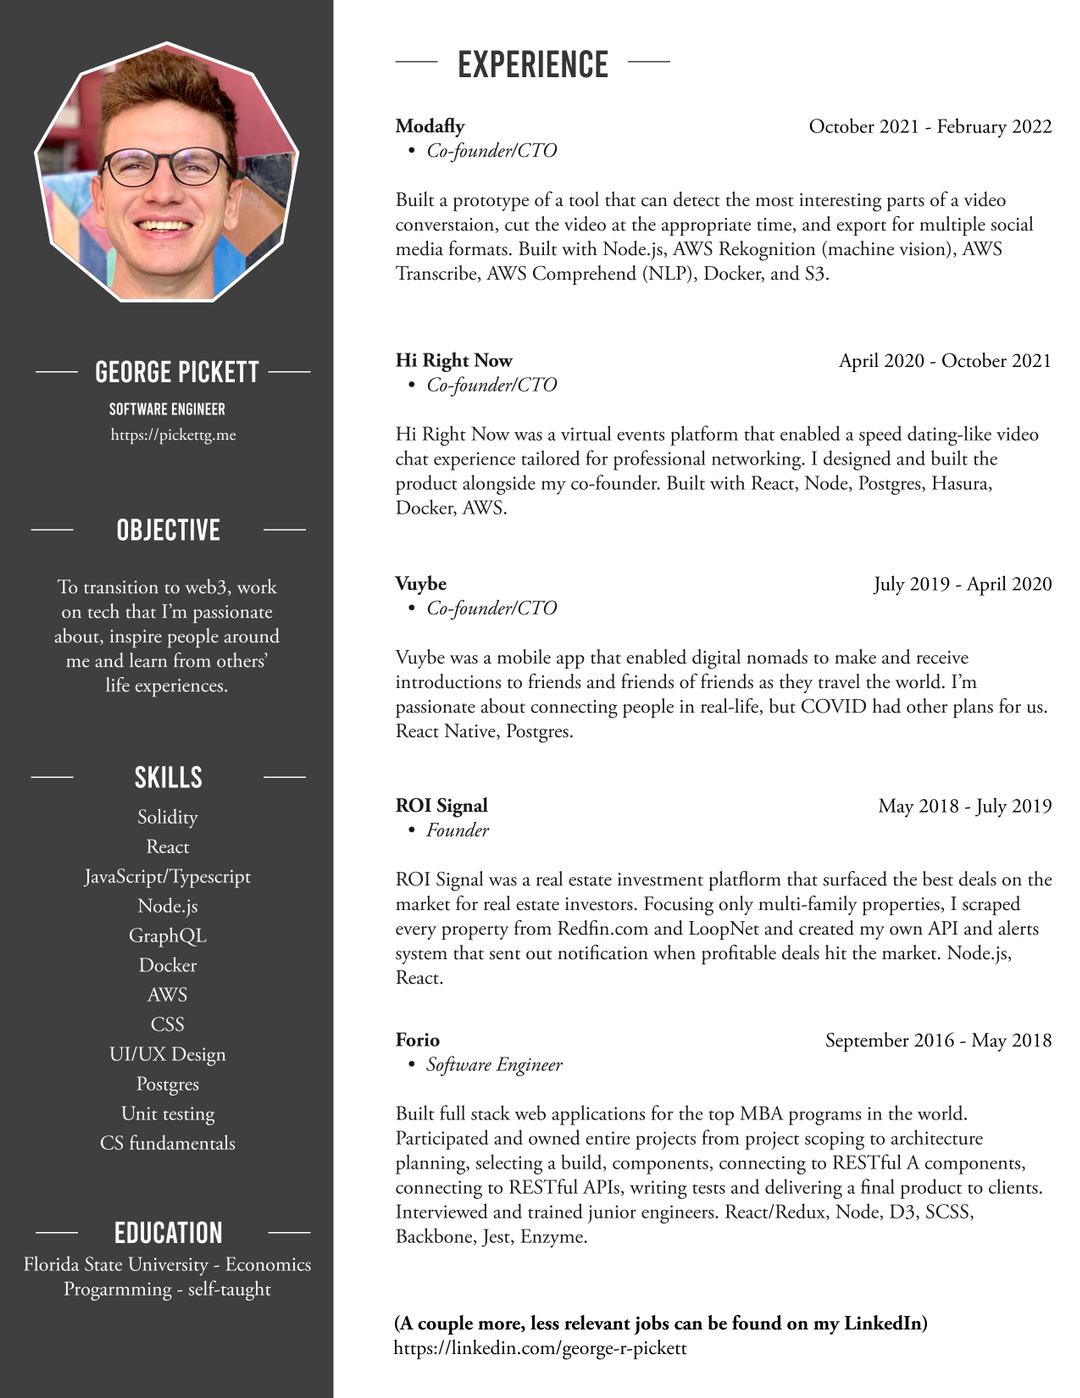 GEORGE PICKETT
SOFTWARE ENGINEER
https://pickettg.me
OBJECTIVE
To transition to web3, work
on tech that I'm passionate
about, inspire people around
me and learn from others'
life experiences.
SKILLS
Solidity
React
JavaScript/Typescript
Node.js
GraphQL
Docker
AWS
CSS
UI/UX Design
Postgres
Unit testing
CS fundamentals
EDUCATION
Florida State University - Economics
Progarmming - self-taught
EXPERIENCE
Modafly October 2021 - February 2022
• Co-founder/CTO
Built a prototype of a tool that can detect the most interesting parts of a video
converstaion, cut the video at the appropriate time, and export for multiple social
media formats. Built with Node.js, AWS Rekognition (machine vision), AWS
Transcribe, AWS Comprehend (NLP), Docker, and S3.
Hi Right Now April 2020 - October 2021
• Co-founder/CTO
Hi Right Now was a virtual events platform that enabled a speed dating-like video
chat experience tailored for professional networking. I designed and built the
product alongside my co-founder. Built with React, Node, Postgres, Hasura,
Docker, AWS.
Vuybe July 2019 - April 2020
• Co-founder/CTO
Vuybe was a mobile app that enabled digital nomads to make and receive
introductions to friends and friends of friends as they travel the world. I'm
passionate about connecting people in real-life, but COVID had other plans for us.
React Native, Postgres.
ROI Signal May 2018 - July 2019
• Founder
ROI Signal was a real estate investment platflorm that surfaced the best deals on the
market for real estate investors. Focusing only multi-family properties, I scraped
every property from Redfin.com and LoopNet and created my own API and alerts
system that sent out notification when profitable deals hit the market. Node.js,
React.
Forio September 2016 - May 2018
• Software Engineer
Built full stack web applications for the top MBA programs in the world.
Participated and owned entire projects from project scoping to architecture
planning, selecting a build, components, connecting to RESTful A components,
connecting to RESTful APIs, writing tests and delivering a final product to clients.
Interviewed and trained junior engineers. React/Redux, Node, D3, SCSS,
Backbone, Jest, Enzyme.
(A couple more, less relevant jobs can be found on my LinkedIn)
https://linkedin.com/george-r-pickett